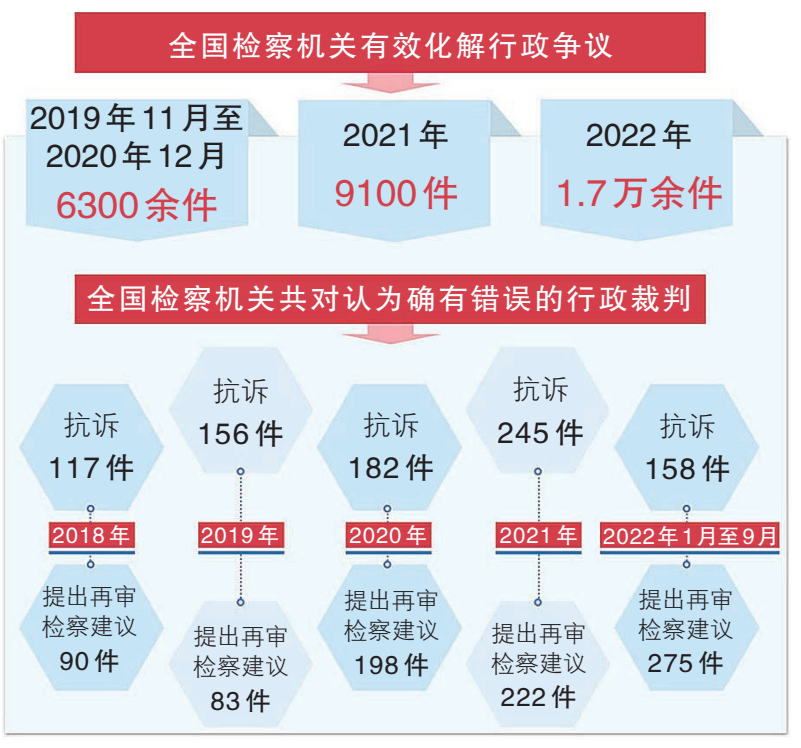 全国检察机关有效化解行政争议
2019年11月至
2020年12月
6300余件
2021年
9100件
2022年
1.7万余件
全国检察机关共对认为确有错误的行政裁判
抗诉
117件
2018年
提出再审
检察建议
90件
抗诉
156件
2019年
提出再审
检察建议
83件
抗诉
182件
2020年
提出再审
检察建议
198件
抗诉
245件
2021年
提出再审
检察建议
222件
抗诉
158件
2022年1月至9月
提出再审
检察建议
275件